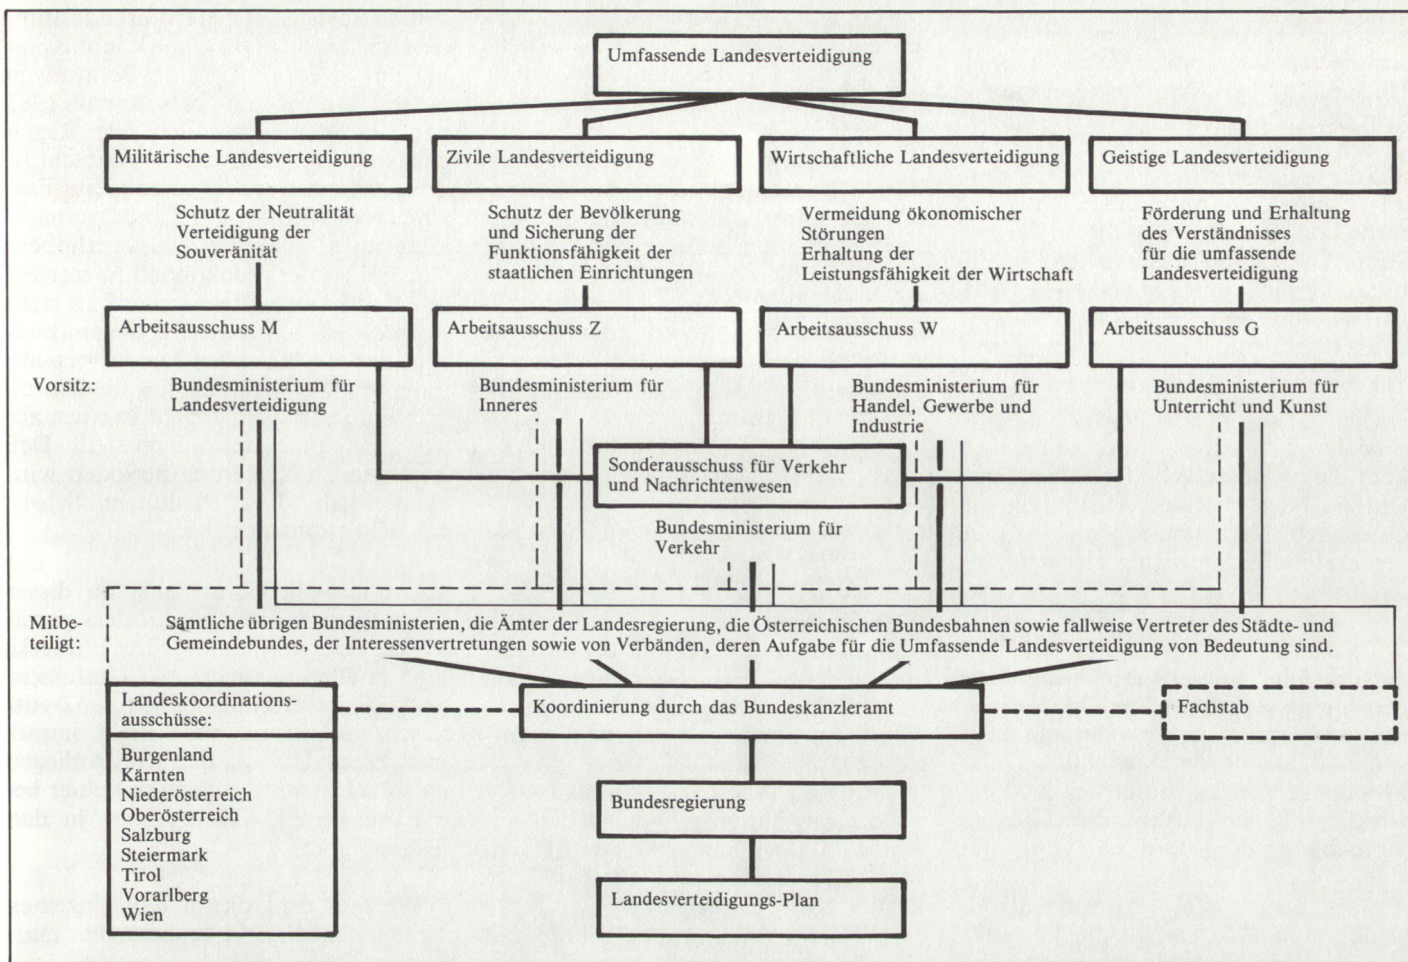 Umfassende Landesverteidigung
Militärische Landesverteidigung
Zivile Landesverteidigung
Wirtschaftliche Landesverteidigung
Geistige Landesverteidigung
Schutz der Neutralität
Verteidigung der
Souveränität
Schutz der Bevölkerung
und Sicherung der
Funktionsfähigkeit der
staatlichen Einrichtungen
Vermeidung ökonomischer
Störungen
Erhaltung der
Leistungsfähigkeit der Wirtschaft
Förderung und Erhaltung
des Verständnisses
für die umfassende
Landesverteidigung
Arbeitsausschuss M
Arbeitsausschuss Z
Arbeitsausschuss W
Arbeitsausschuss G
Vorsitz:
Bundesministerium für
Landesverteidigung
Bundesministerium für
Inneres
Bundesministerium für
Handel, Gewerbe und
Industrie
Bundesministerium für
Unterricht und Kunst
Sonderausschuss für Verkehr
und Nachrichtenwesen
Bundesministerium für
Verkehr
Mitbe-
teiligt:
Sämtliche übrigen Bundesministerien, die Ämter der Landesregierung, die Österreichischen Bundesbahnen sowie fallweise Vertreter des Städte- und
Gemeindebundes, der Interessenvertretungen sowie von Verbänden, deren Aufgabe für die Umfassende Landesverteidigung von Bedeutung sind.
Landeskoordinations-
ausschüsse:
Burgenland
Kärnten
Niederösterreich
Oberösterreich
Salzburg
Steiermark
Tirol
Vorarlberg
Wien
Koordinierung durch das Bundeskanzleramt
Fachstab
Bundesregierung
Landesverteidigungs-Plan